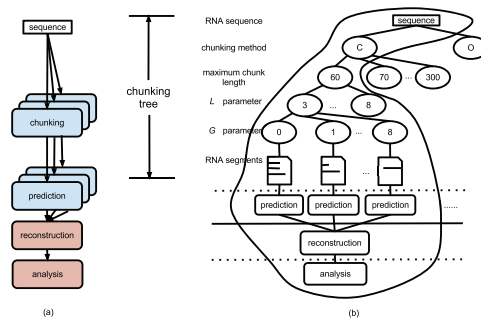 sequence
chunking
prediction
reconstruction
analysis
(a)
chunking
tree
RNA sequence
chunking method
maximum chunk
length
L parameter
G parameter
RNA segments
sequence
C
O
60
70
...
300
3
...
8
0
1
...
8
...
prediction
prediction
prediction
......
reconstruction
analysis
(b)